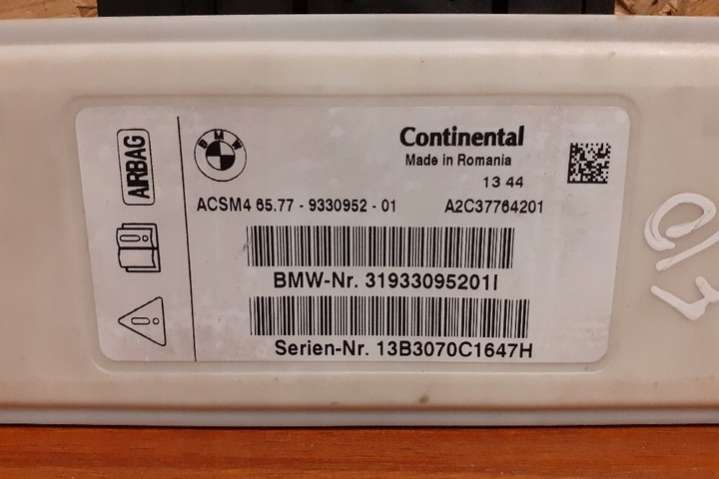 AIRBAG
BMW
Continental
Made in Romania
13 44
ACSM4 65.77 - 9330952 - 01 A2C37764201
BMW-Nr. 31933095201I
Serien-Nr. 13B3070C1647H